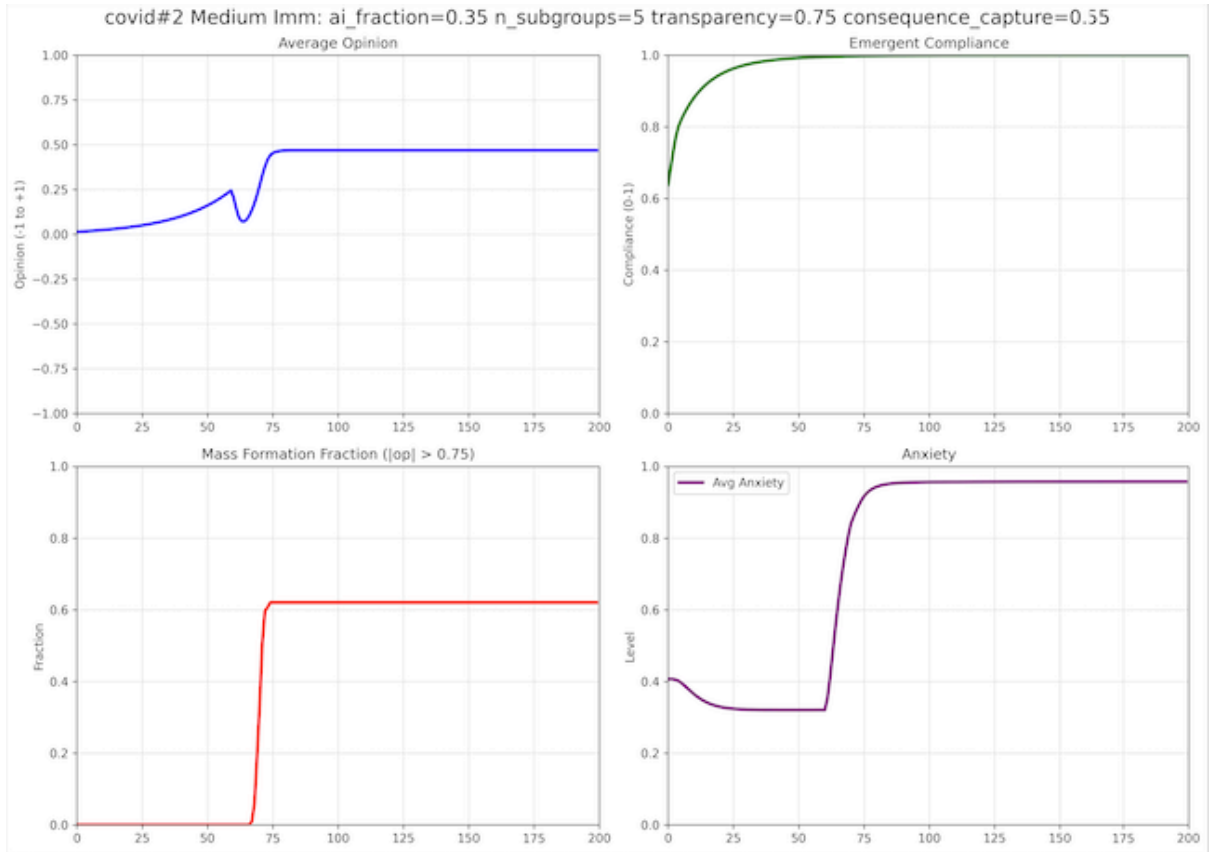 covid#2 Medium Imm: ai_fraction=0.35 n_subgroups=5 transparency=0.75 consequence_capture=0.55
Average Opinion
1.00
0.75
0.50
0.25
0.00
−0.25
−0.50
−0.75
−1.00
Opinion (-1 to +1)
0 25 50 75 100 125 150 175 200
Emergent Compliance
1.0
0.8
0.6
0.4
0.2
0.0
Compliance (0-1)
0 25 50 75 100 125 150 175 200
Mass Formation Fraction (|op| > 0.75)
1.0
0.8
0.6
0.4
0.2
0.0
Fraction
0 25 50 75 100 125 150 175 200
Anxiety
Avg Anxiety
1.0
0.8
0.6
0.4
0.2
0.0
Level
0 25 50 75 100 125 150 175 200